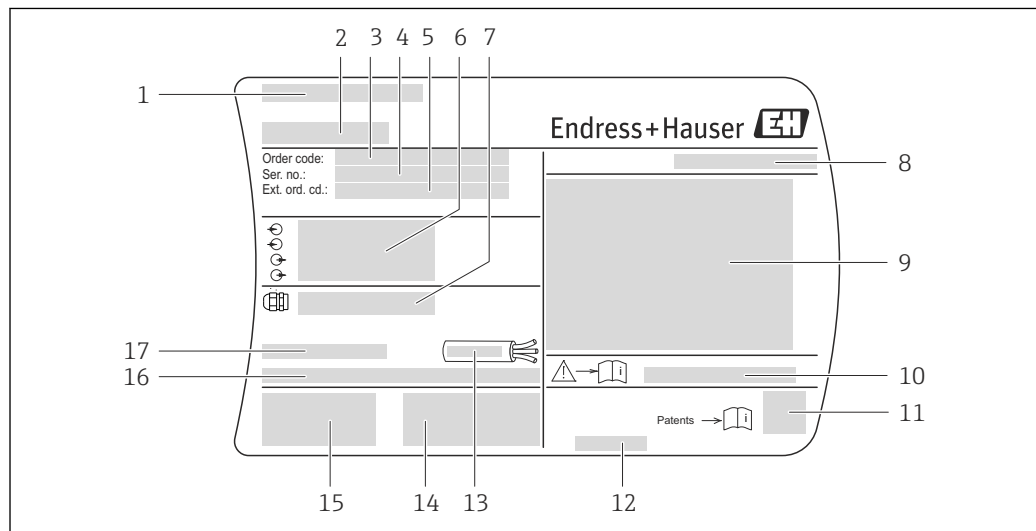 2 3 4 5 6 7
1
Endress+Hauser EH
Order code:
Ser. no.:
Ext. ord. cd.:
8
9
i
10
17
16
Patents i
11
15 14 13 12